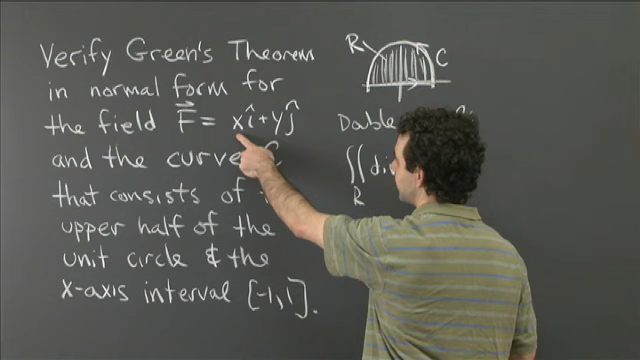 Verify Green's Theorem
in normal form for
the field F⃗ = xî + yĵ
and the curve C
that consists of
upper half of the
unit circle & the
x-axis interval [-1,1].
R
C
Double
∬ di
R